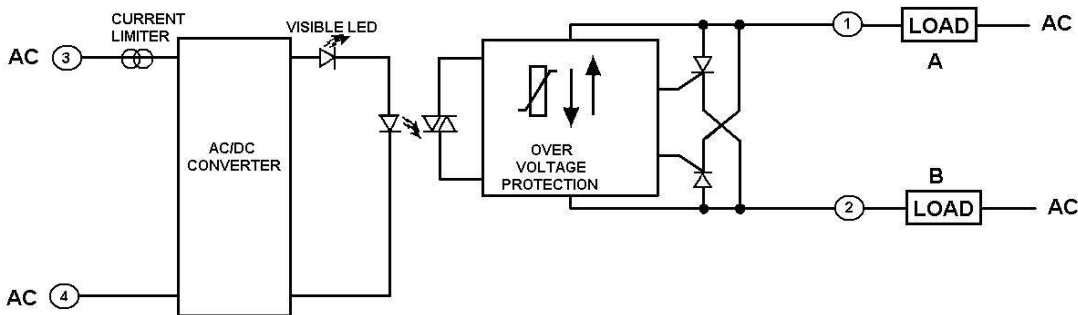 CURRENT
LIMITER
VISIBLE LED
AC
3
1
LOAD
AC
A
AC/DC
CONVERTER
OVER
VOLTAGE
PROTECTION
B
2
LOAD
AC
AC
4